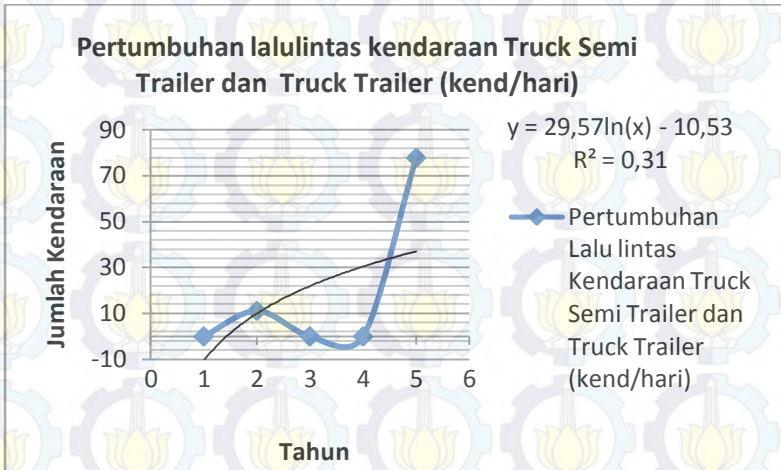 Pertumbuhan lalulintas kendaraan Truck Semi
Trailer dan Truck Trailer (kend/hari)
y = 29,57ln(x) - 10,53
R² = 0,31
Jumlah Kendaraan
90
70
50
30
10
-10
0 1 2 3 4 5 6
Tahun
Pertumbuhan
Lalu lintas
Kendaraan Truck
Semi Trailer dan
Truck Trailer
(kend/hari)